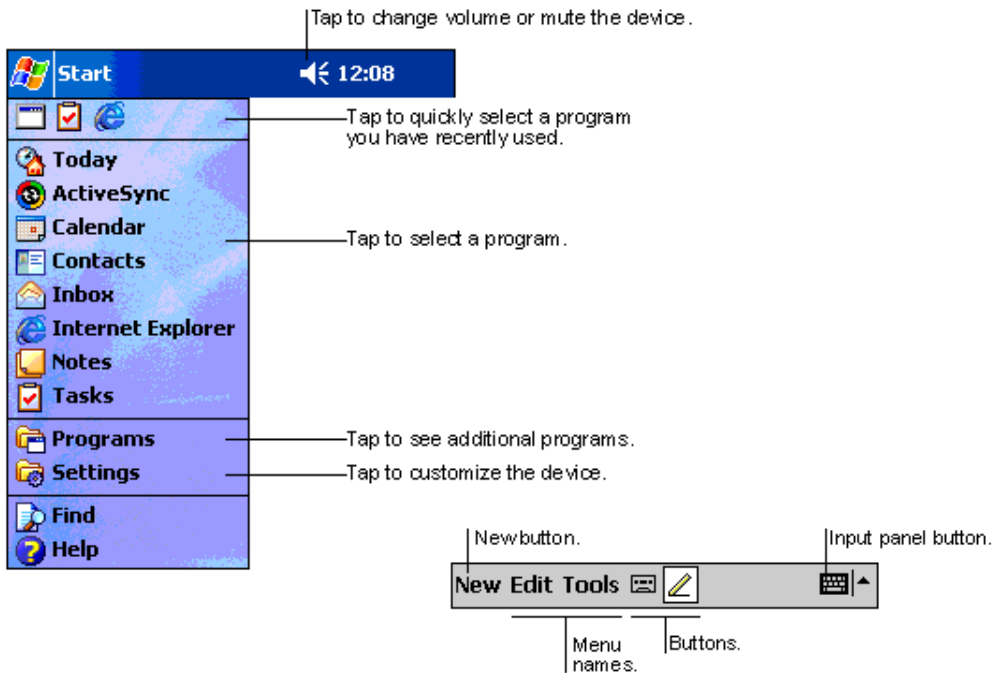 Tap to change volume or mute the device.
Start
12:08
Tap to quickly select a program
you have recently used.
Today
ActiveSync
Calendar
Tap to select a program.
Contacts
Inbox
Internet Explorer
Notes
Tasks
Programs
Tap to see additional programs.
Settings
Tap to customize the device.
Find
Help
New button.
Input panel button.
New Edit Tools
Menu
names.
Buttons.